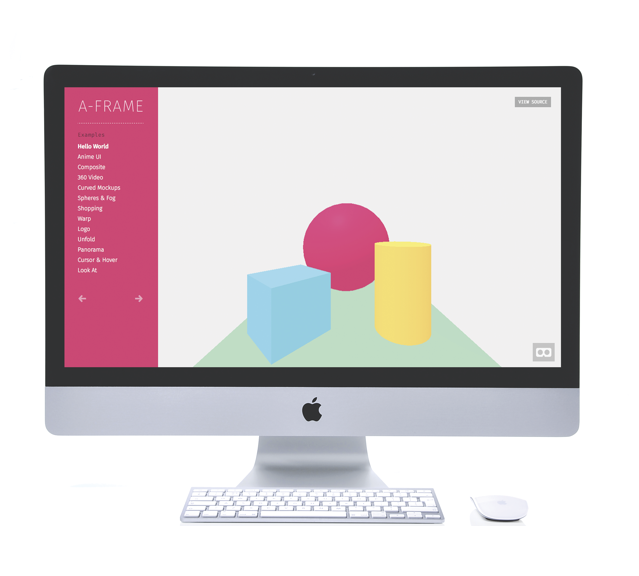 A-FRAME
Examples
Hello World
Anime UI
Composite
360 Video
Curved Mockups
Spheres & Fog
Shopping
Warp
Logo
Unfold
Panorama
Cursor & Hover
Look At
VIEW SOURCE